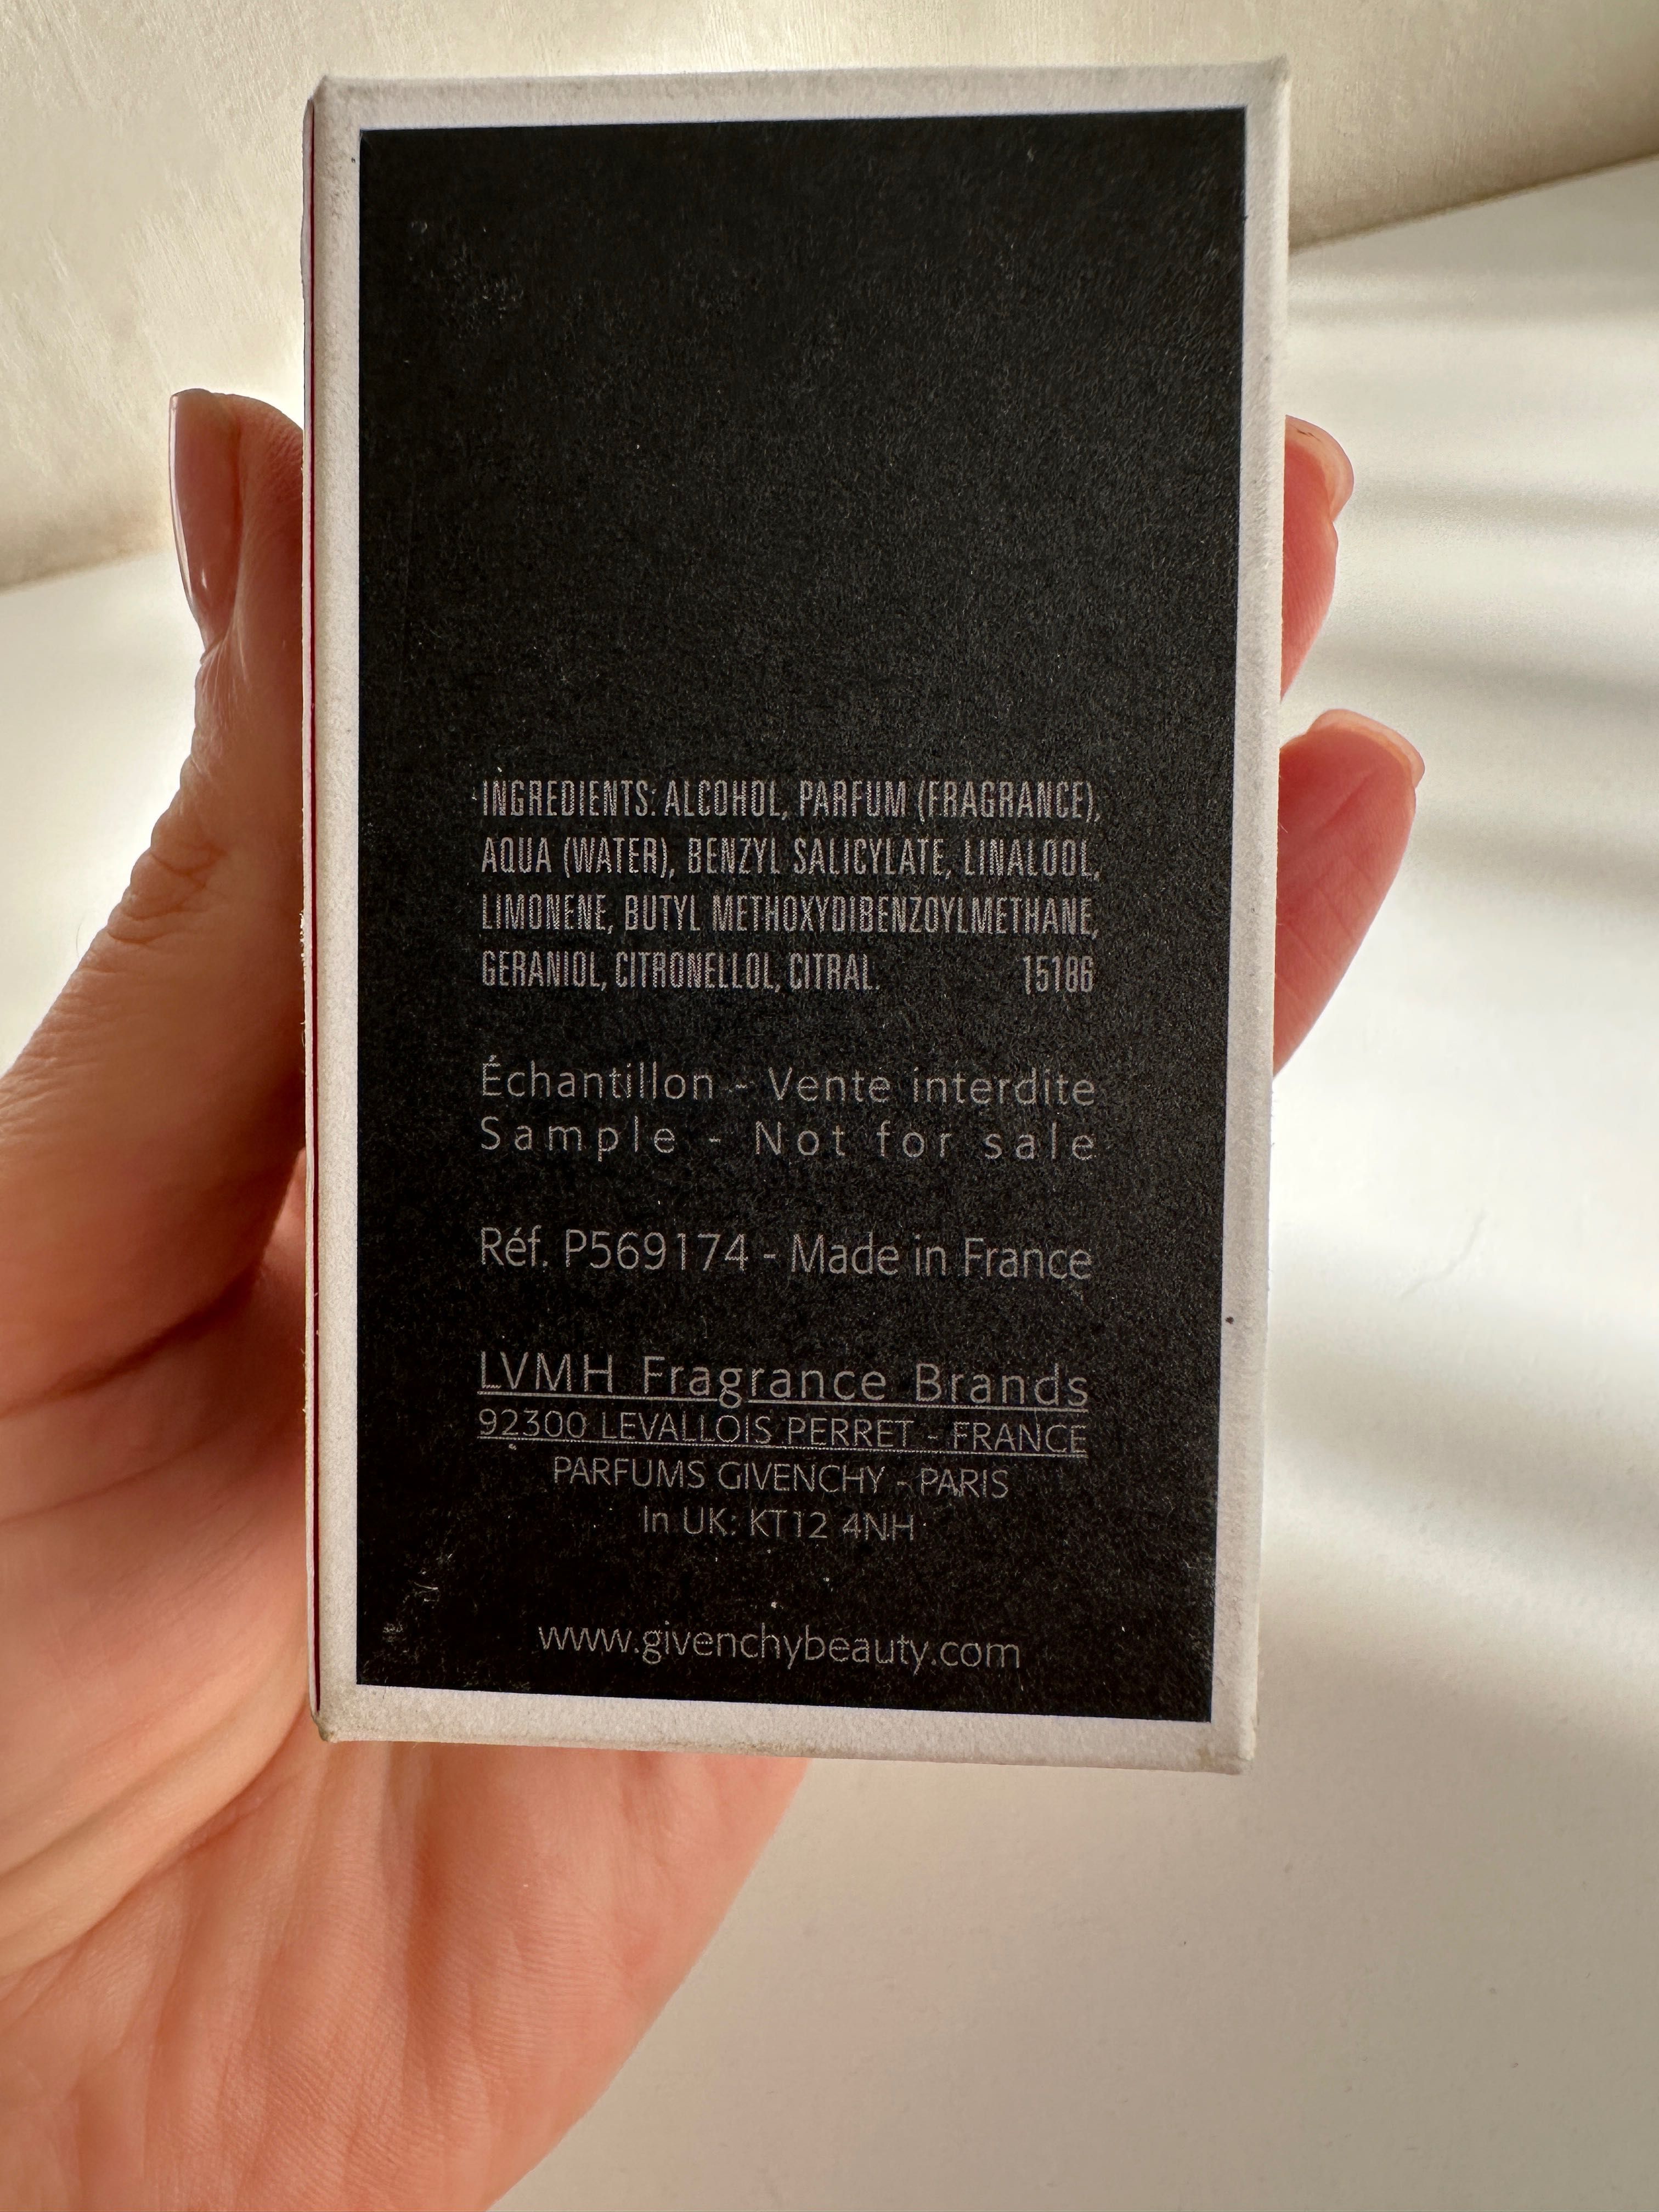 INGREDIENTS: ALCOHOL, PARFUM (FRAGRANCE),
AQUA (WATER), BENZYL SALICYLATE, LINALOOL,
LIMONENE, BUTYL METHOXYDIBENZOYLMETHANE,
GERANIOL, CITRONELLOL, CITRAL. 15186
Échantillon - Vente interdite
Sample - Not for sale
Réf. P569174 - Made in France
LVMH Fragrance Brands
92300 LEVALLOIS PERRET - FRANCE
PARFUMS GIVENCHY - PARIS
In UK: KT12 4NH
www.givenchybeauty.com